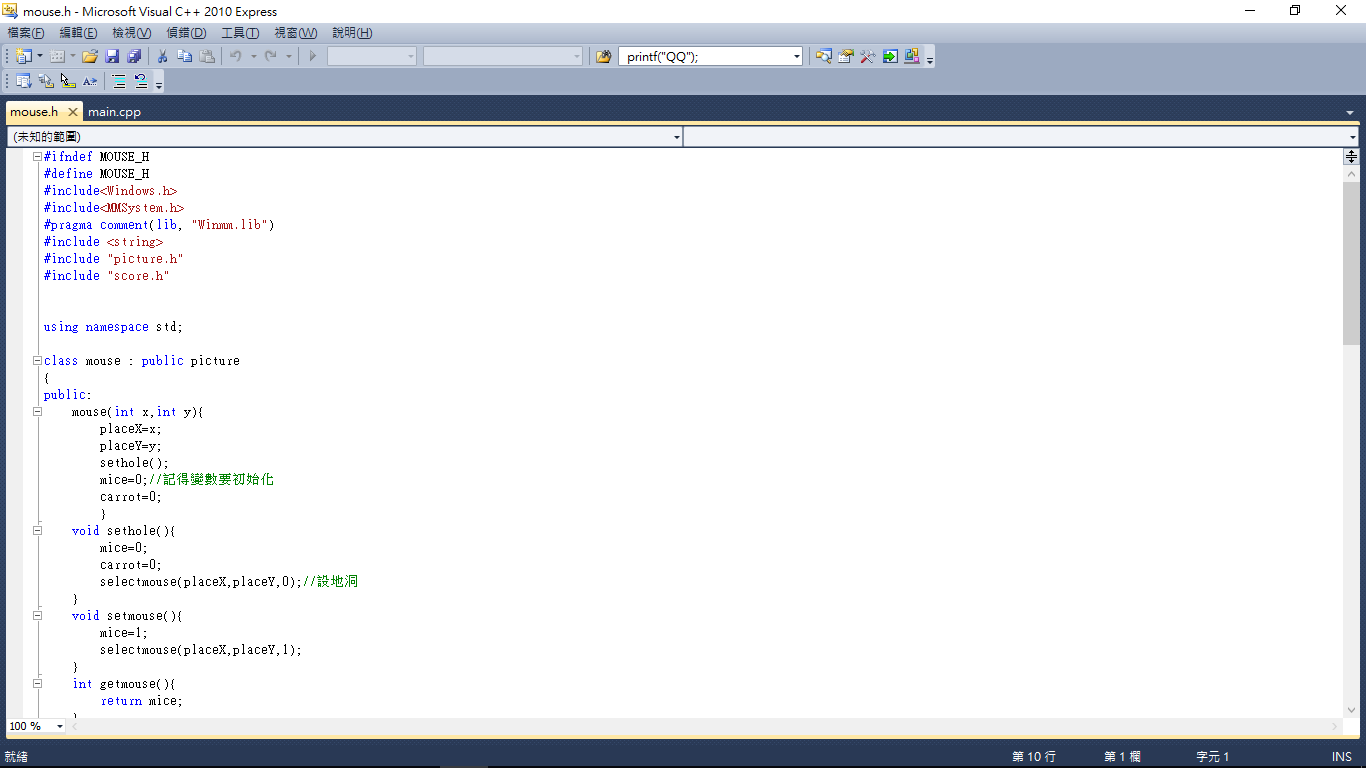 mouse.h - Microsoft Visual C++ 2010 Express
檔案(F) 編輯(E) 檢視(V) 偵錯(D) 工具(T) 視窗(W) 說明(H)
printf("QQ");
mouse.h main.cpp
(未知的範圍)
#ifndef MOUSE_H
#define MOUSE_H
#include<Windows.h>
#include<MMSystem.h>
#pragma comment(lib, "Winmm.lib")
#include <string>
#include "picture.h"
#include "score.h"
using namespace std;
class mouse : public picture
{
public:
mouse(int x,int y){
placeX=x;
placeY=y;
sethole();
mice=0;//記得變數要初始化
carrot=0;
}
void sethole(){
mice=0;
carrot=0;
selectmouse(placeX,placeY,0);//設地洞
}
void setmouse(){
mice=1;
selectmouse(placeX,placeY,1);
}
int getmouse(){
return mice;
}
100 %
就緒 第 10 行 第 1 欄 字元 1 INS